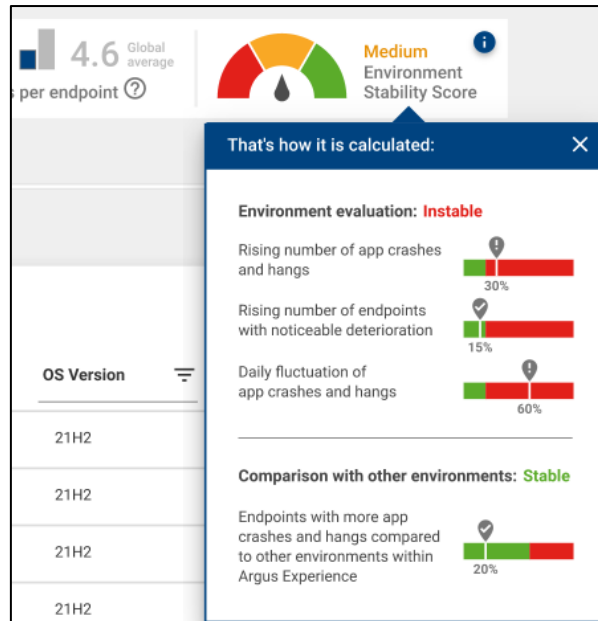 4.6 Global
average
s per endpoint ?
Medium
Environment
Stability Score
i
That's how it is calculated:
Environment evaluation: Instable
Rising number of app crashes
and hangs
30%
Rising number of endpoints
with noticeable deterioration
15%
Daily fluctuation of
app crashes and hangs
60%
Comparison with other environments: Stable
Endpoints with more app
crashes and hangs compared
to other environments within
Argus Experience
20%
OS Version
21H2
21H2
21H2
21H2